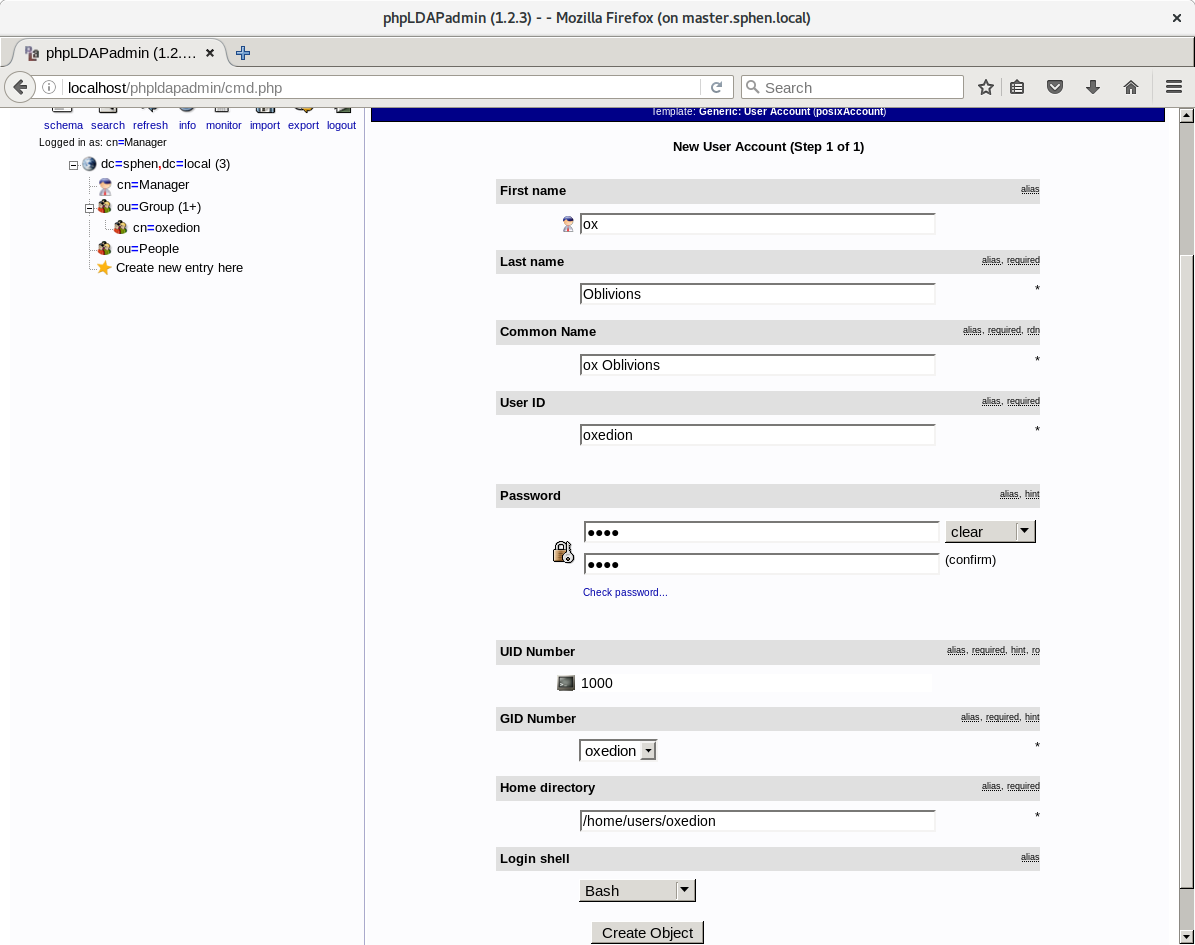 phpLDAPadmin (1.2.3) - - Mozilla Firefox (on master.sphen.local)
phpLDAPadmin (1.2....
localhost/phpldapadmin/cmd.php
Search
schema search refresh info monitor import export logout
Logged in as: cn=Manager
dc=sphen,dc=local (3)
cn=Manager
ou=Group (1+)
cn=oxedion
ou=People
Create new entry here
Template: Generic: User Account (posixAccount)
New User Account (Step 1 of 1)
First name alias
ox
Last name alias, required
Oblivions *
Common Name alias, required, rdn
ox Oblivions *
User ID alias, required
oxedion *
Password alias, hint
•••• clear
•••• (confirm)
Check password...
UID Number alias, required, hint, ro
1000
GID Number alias, required, hint
oxedion *
Home directory alias, required
/home/users/oxedion *
Login shell alias
Bash
Create Object